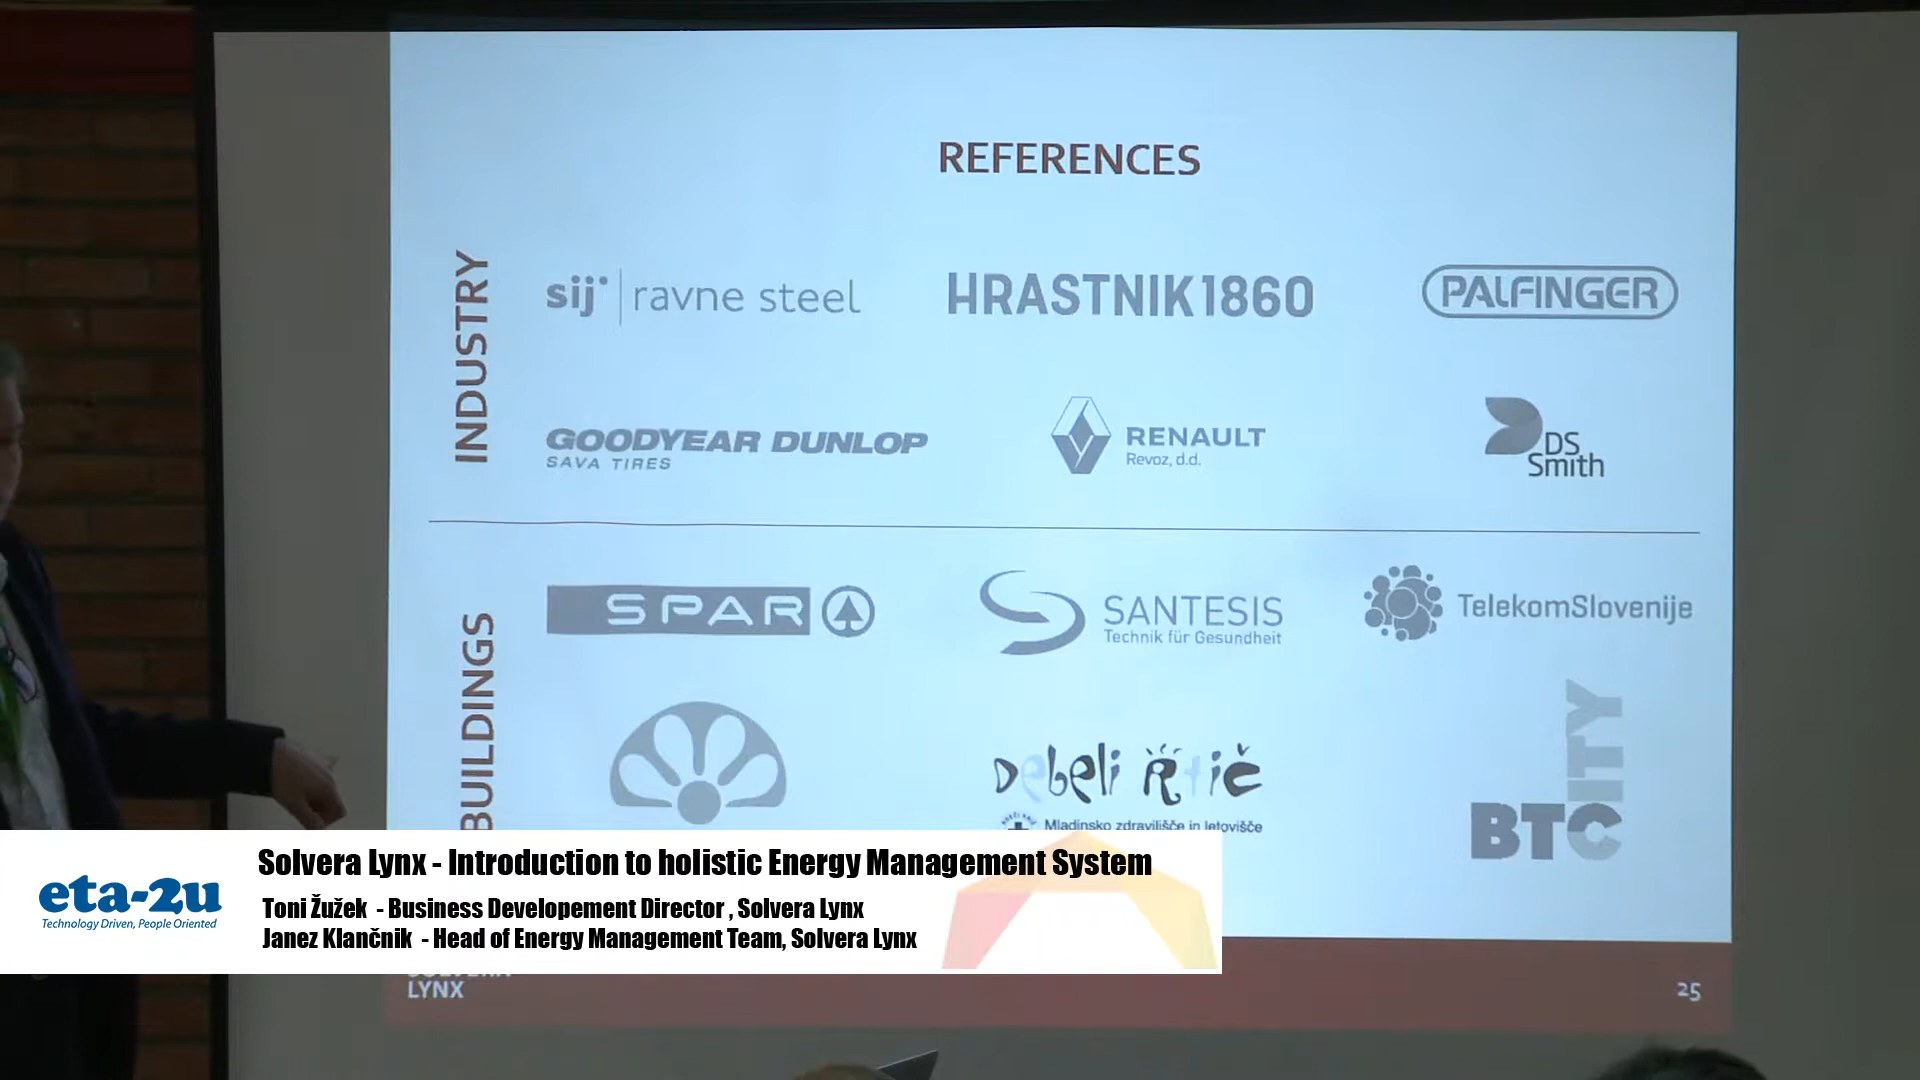 REFERENCES
INDUSTRY
sij ravne steel
HRASTNIK1860
PALFINGER
GOODYEAR DUNLOP
SAVA TIRES
RENAULT
Revoz, d.d.
DS
Smith
BUILDINGS
SPAR
SANTESIS
Technik für Gesundheit
TelekomSlovenije
Debeli Rtič
Mladinsko zdravilišče in letovišče
BTC
CITY
eta-2u
Technology Driven, People Oriented
Solvera Lynx - Introduction to holistic Energy Management System
Toni Žužek - Business Developement Director , Solvera Lynx
Janez Klančnik - Head of Energy Management Team, Solvera Lynx
LYNX
25